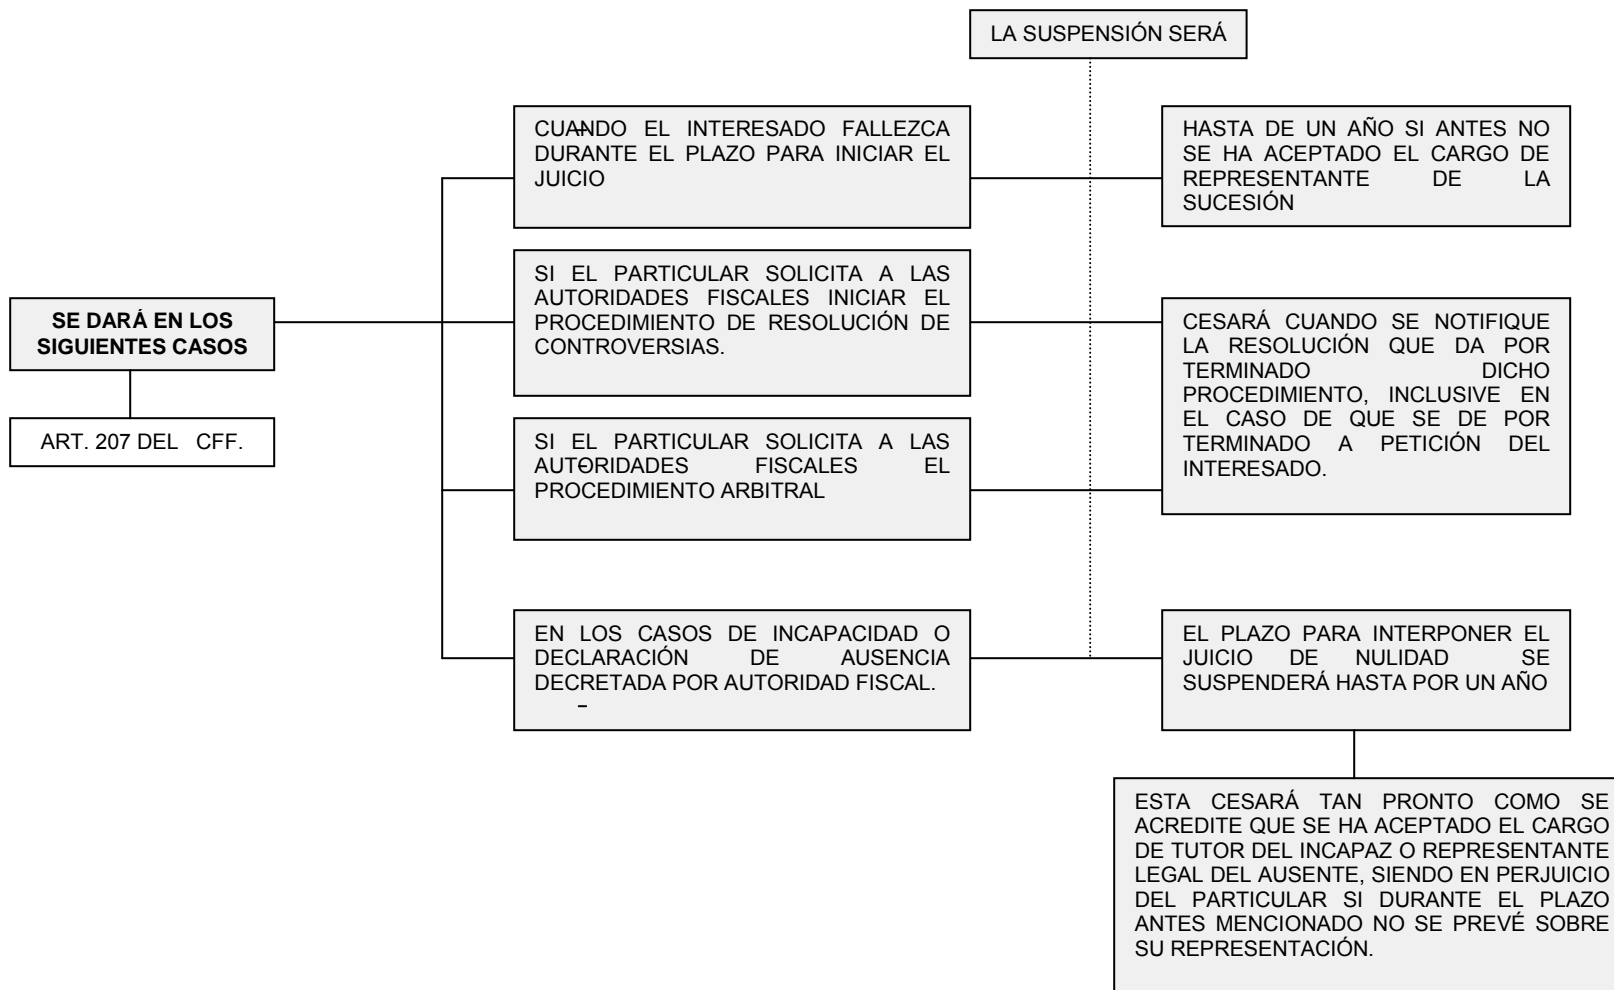 LA SUSPENSIÓN SERÁ
CUANDO EL INTERESADO FALLEZCA
DURANTE EL PLAZO PARA INICIAR EL
JUICIO
HASTA DE UN AÑO SI ANTES NO
SE HA ACEPTADO EL CARGO DE
REPRESENTANTE DE LA
SUCESIÓN
SE DARÁ EN LOS
SIGUIENTES CASOS
ART. 207 DEL CFF.
SI EL PARTICULAR SOLICITA A LAS
AUTORIDADES FISCALES INICIAR EL
PROCEDIMIENTO DE RESOLUCIÓN DE
CONTROVERSIAS.
CESARÁ CUANDO SE NOTIFIQUE
LA RESOLUCIÓN QUE DA POR
TERMINADO DICHO
PROCEDIMIENTO, INCLUSIVE EN
EL CASO DE QUE SE DE POR
TERMINADO A PETICIÓN DEL
INTERESADO.
SI EL PARTICULAR SOLICITA A LAS
AUTORIDADES FISCALES EL
PROCEDIMIENTO ARBITRAL
EN LOS CASOS DE INCAPACIDAD O
DECLARACIÓN DE AUSENCIA
DECRETADA POR AUTORIDAD FISCAL.
EL PLAZO PARA INTERPONER EL
JUICIO DE NULIDAD SE
SUSPENDERÁ HASTA POR UN AÑO
ESTA CESARÁ TAN PRONTO COMO SE
ACREDITE QUE SE HA ACEPTADO EL CARGO
DE TUTOR DEL INCAPAZ O REPRESENTANTE
LEGAL DEL AUSENTE, SIENDO EN PERJUICIO
DEL PARTICULAR SI DURANTE EL PLAZO
ANTES MENCIONADO NO SE PREVÉ SOBRE
SU REPRESENTACIÓN.